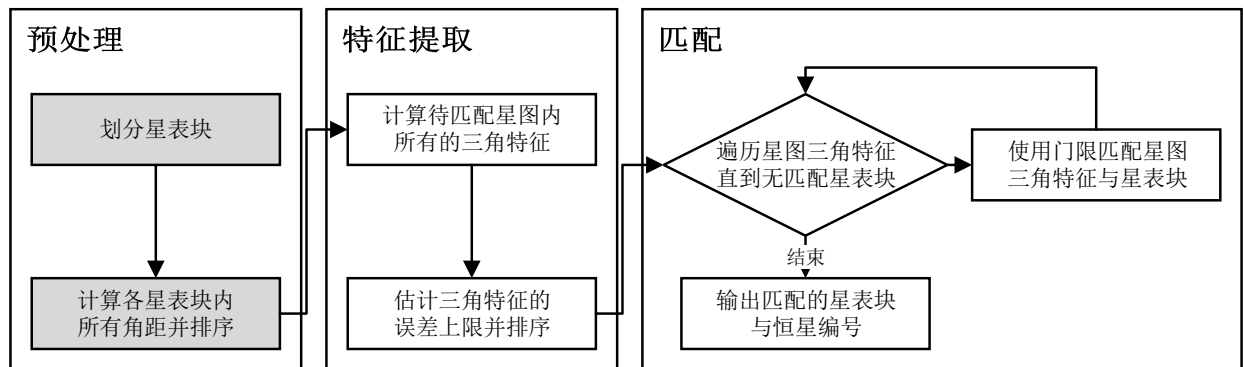 预处理
划分星表块
计算各星表块内
所有角距并排序
特征提取
计算待匹配星图内
所有的三角特征
估计三角特征的
误差上限并排序
匹配
遍历星图三角特征
直到无匹配星表块
使用门限匹配星图
三角特征与星表块
结束
输出匹配的星表块
与恒星编号